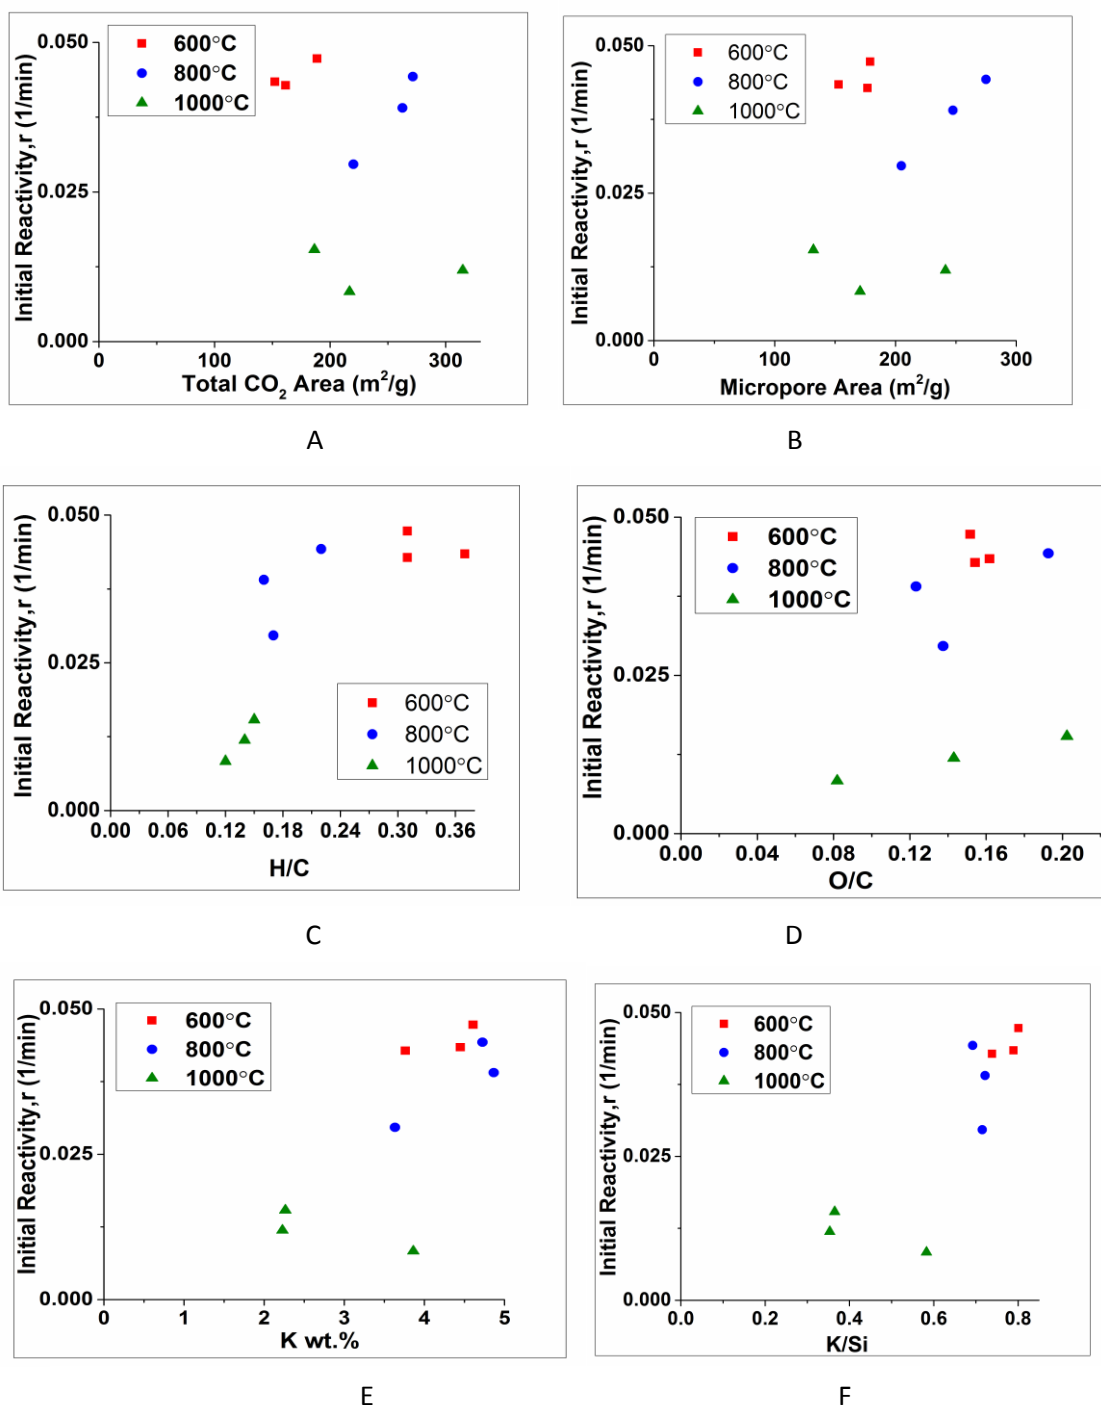 0.050
0.025
0.000
0
100
200
300
600°C
800°C
1000°C
Initial Reactivity,r (1/min)
Total CO2 Area (m2/g)
A
0.050
0.025
0.000
0
100
200
300
600°C
800°C
1000°C
Initial Reactivity,r (1/min)
Micropore Area (m2/g)
B
0.050
0.025
0.000
0.00
0.06
0.12
0.18
0.24
0.30
0.36
600°C
800°C
1000°C
Initial Reactivity,r (1/min)
H/C
C
0.050
0.025
0.000
0.00
0.04
0.08
0.12
0.16
0.20
600°C
800°C
1000°C
Initial Reactivity,r (1/min)
O/C
D
0.050
0.025
0.000
0
1
2
3
4
5
600°C
800°C
1000°C
Initial Reactivity,r (1/min)
K wt.%
E
0.050
0.025
0.000
0.0
0.2
0.4
0.6
0.8
600°C
800°C
1000°C
Initial Reactivity,r (1/min)
K/Si
F